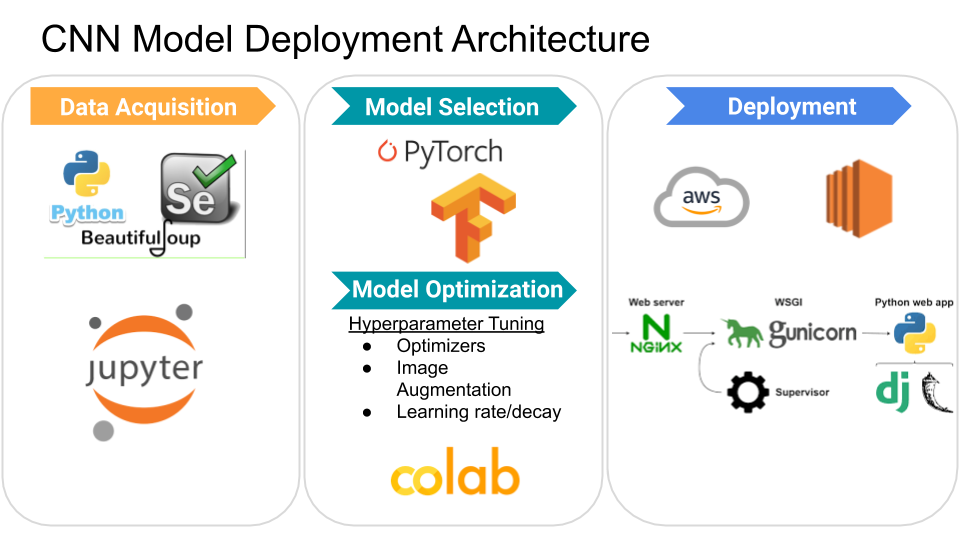 CNN Model Deployment Architecture
Data Acquisition
Python
Se
BeautifulSoup
jupyter
Model Selection
PyTorch
Model Optimization
Hyperparameter Tuning
● Optimizers
● Image
Augmentation
● Learning rate/decay
colab
Deployment
aws
Web server
WSGI
Python web app
NGINX
gunicorn
Supervisor
dj